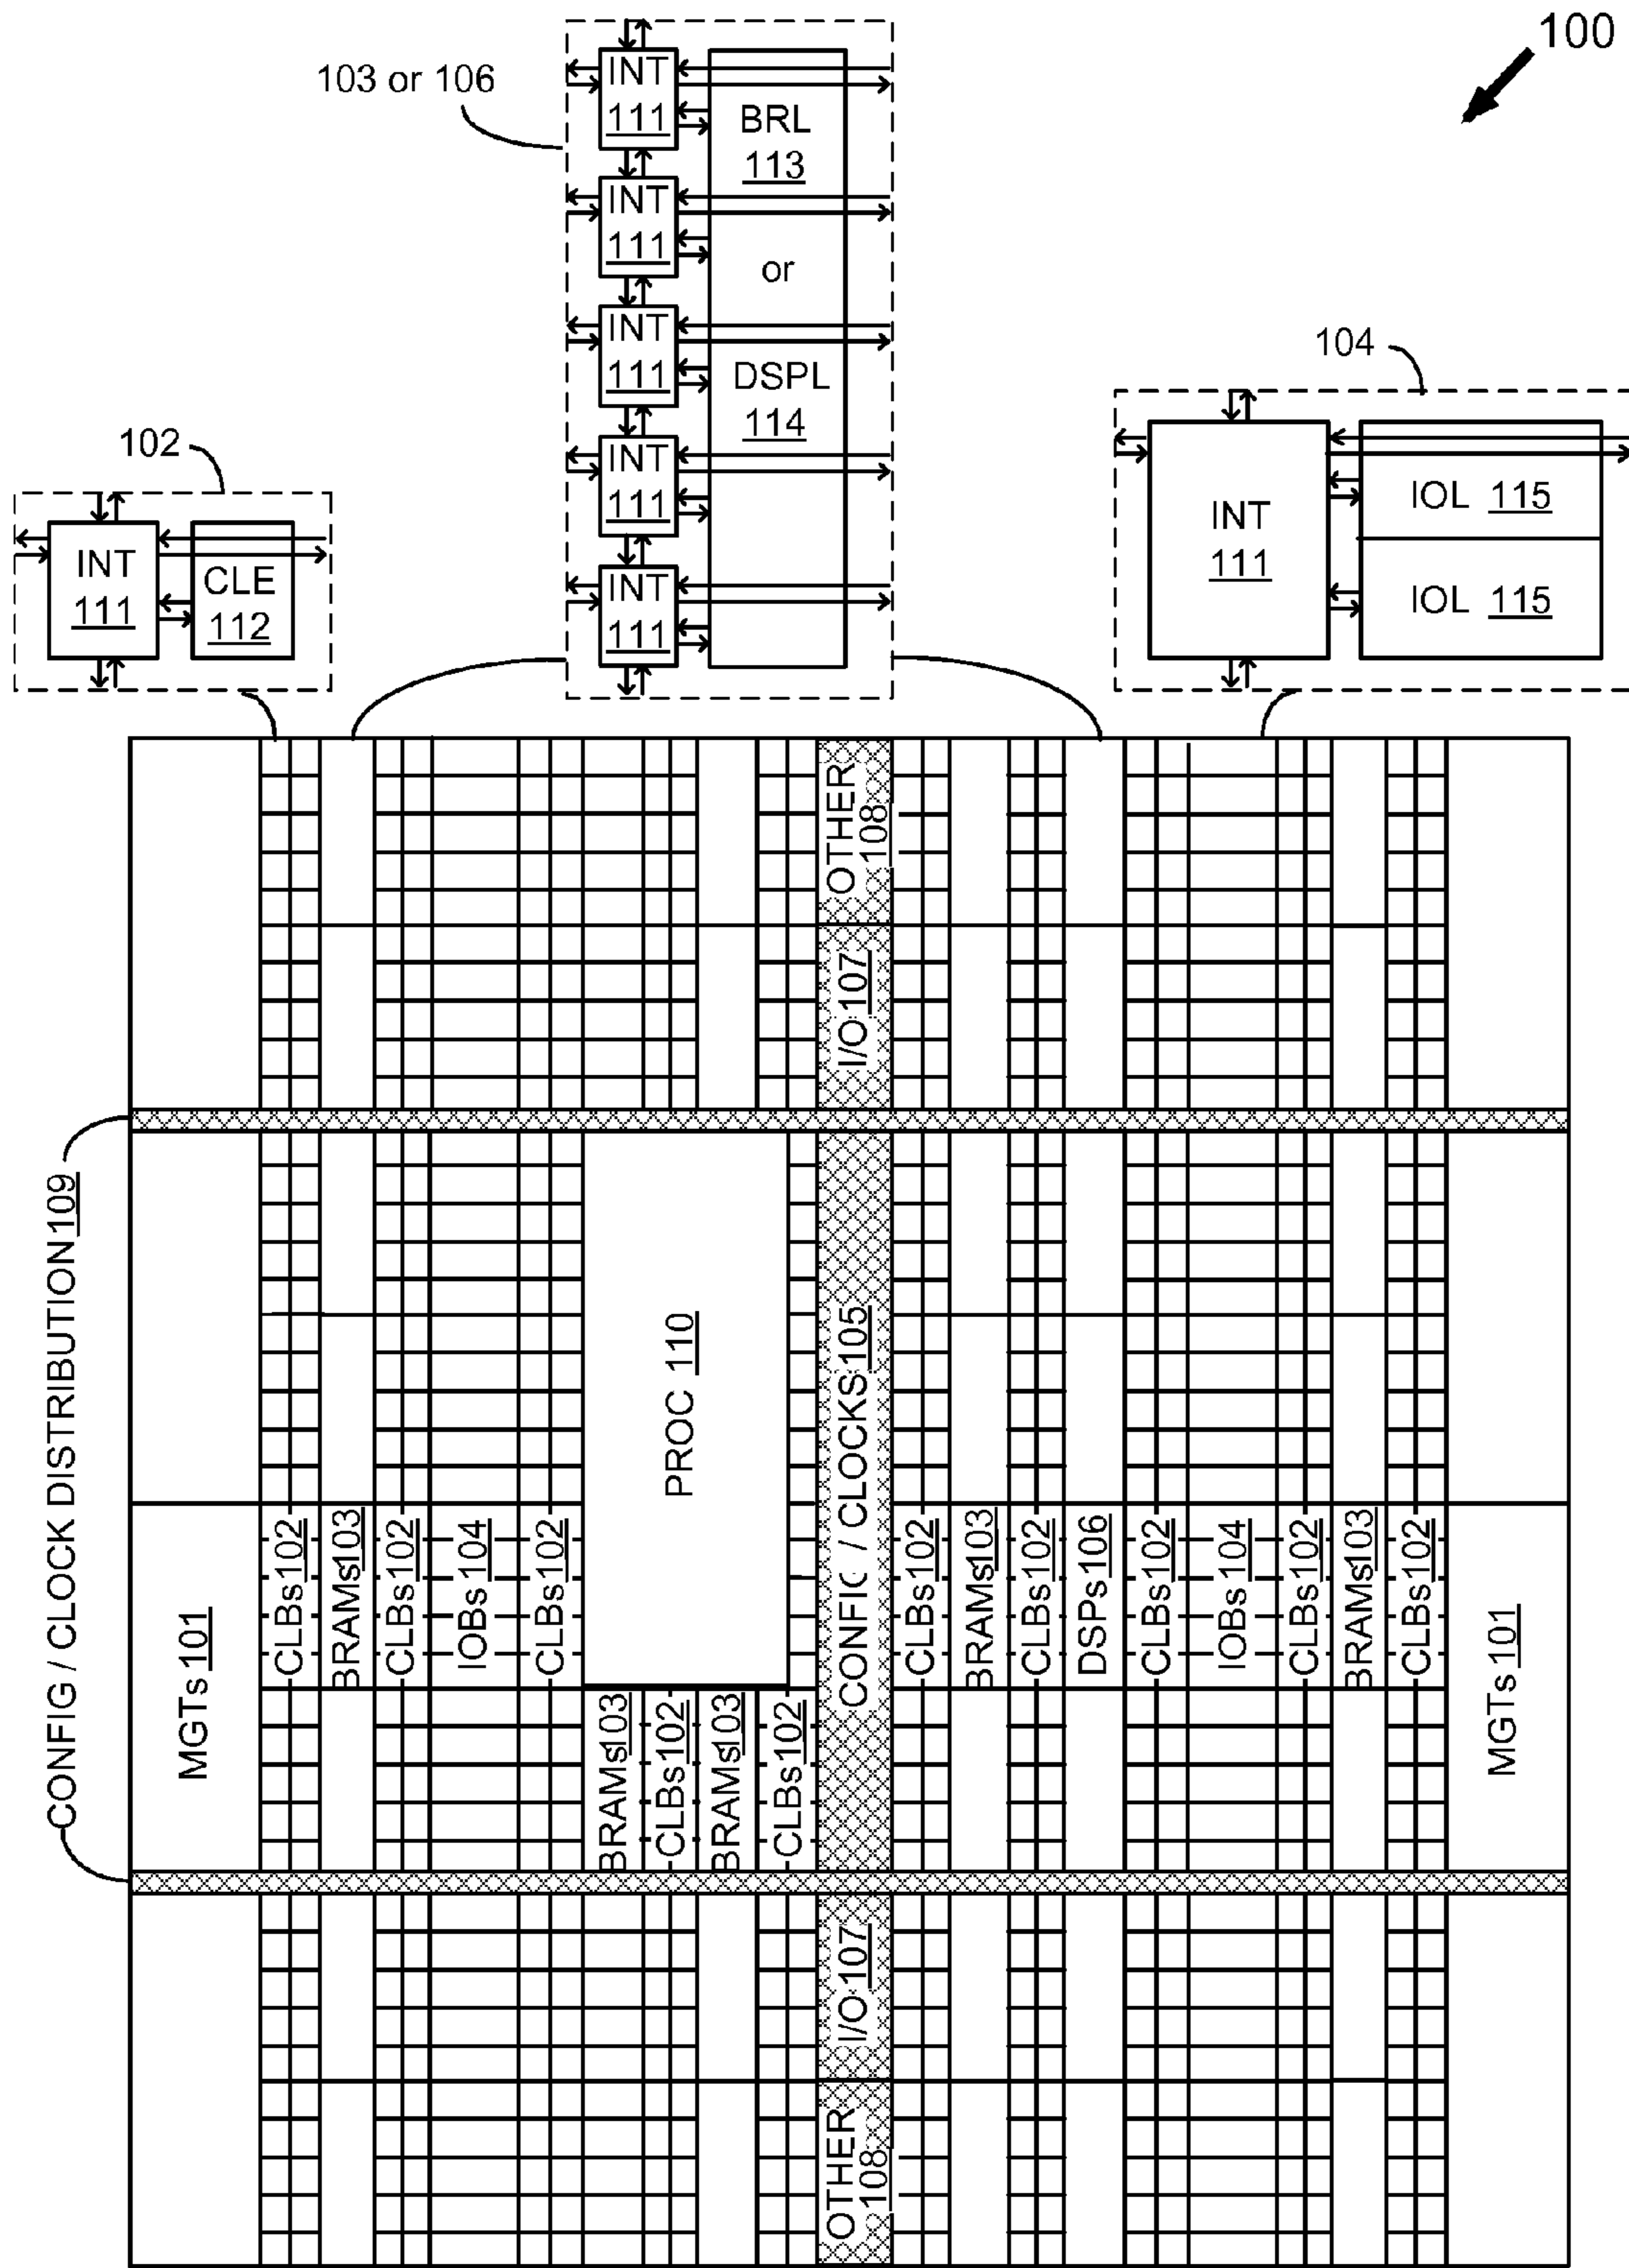 100
103 or 106
INT
111
INT
111
INT
111
INT
111
INT
111
BRL
113
or
DSPL
114
104
INT
111
IOL 115
IOL 115
102
INT
111
CLE
112
OTHER
108
I/O 107
CONFIG / CLOCK DISTRIBUTION 109
PROC 110
CONFIG / CLOCKS 105
MGTs 101
CLBs 102
BRAMs 103
CLBs 102
IOBs 104
CLBs 102
BRAMs 103
CLBs 102
BRAMs 103
CLBs 102
CLBs 102
BRAMs 103
CLBs 102
DSPs 106
CLBs 102
IOBs 104
CLBs 102
BRAMs 103
CLBs 102
MGTs 101
I/O 107
OTHER
108